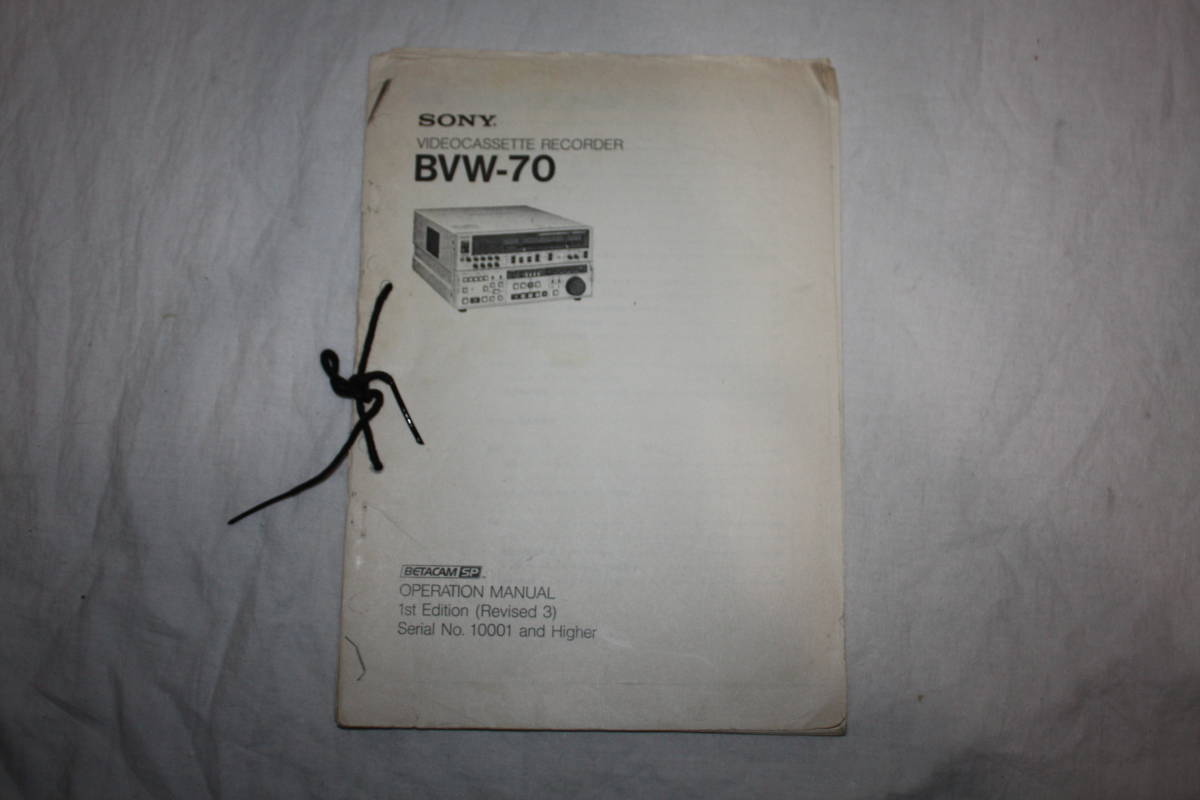 SONY
VIDEOCASSETTE RECORDER
BVW-70
BETACAM SP
OPERATION MANUAL
1st Edition (Revised 3)
Serial No. 10001 and Higher